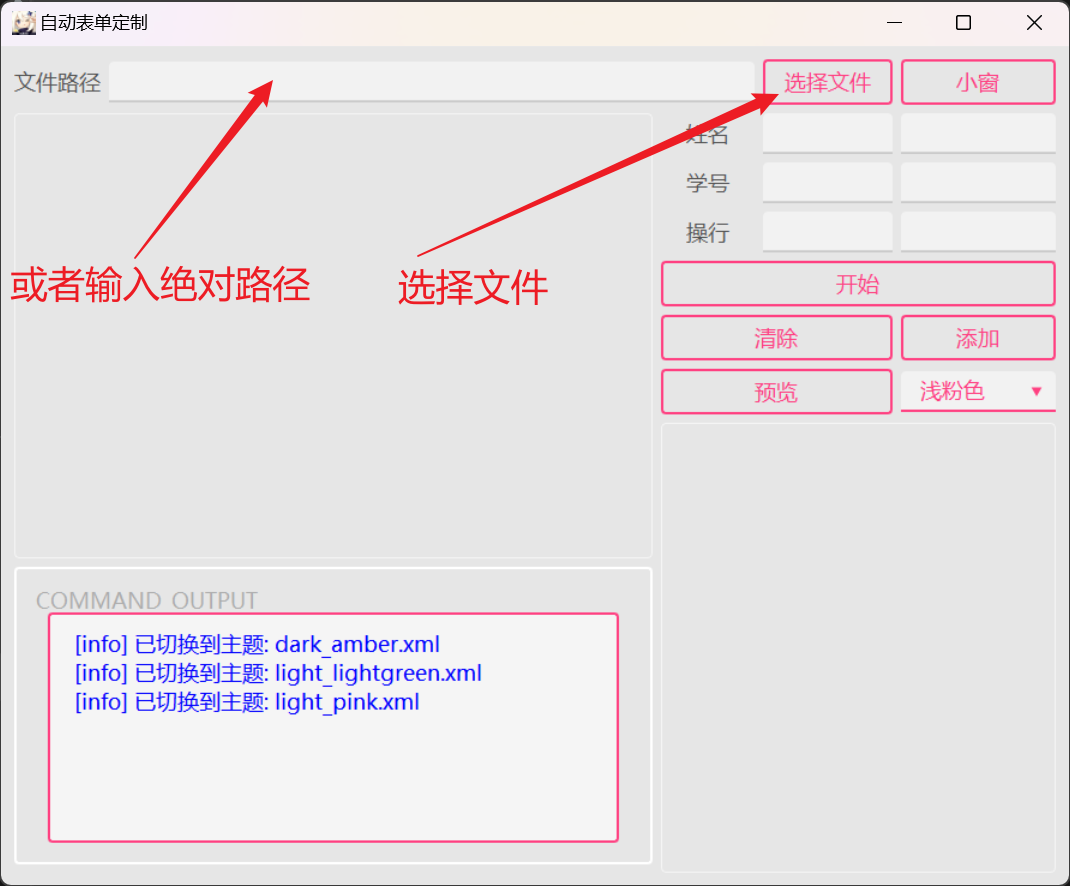 自动表单定制
文件路径
选择文件
小窗
姓名
学号
操行
或者输入绝对路径
选择文件
开始
清除
添加
预览
浅粉色
COMMAND OUTPUT
[info] 已切换到主题: dark_amber.xml
[info] 已切换到主题: light_lightgreen.xml
[info] 已切换到主题: light_pink.xml